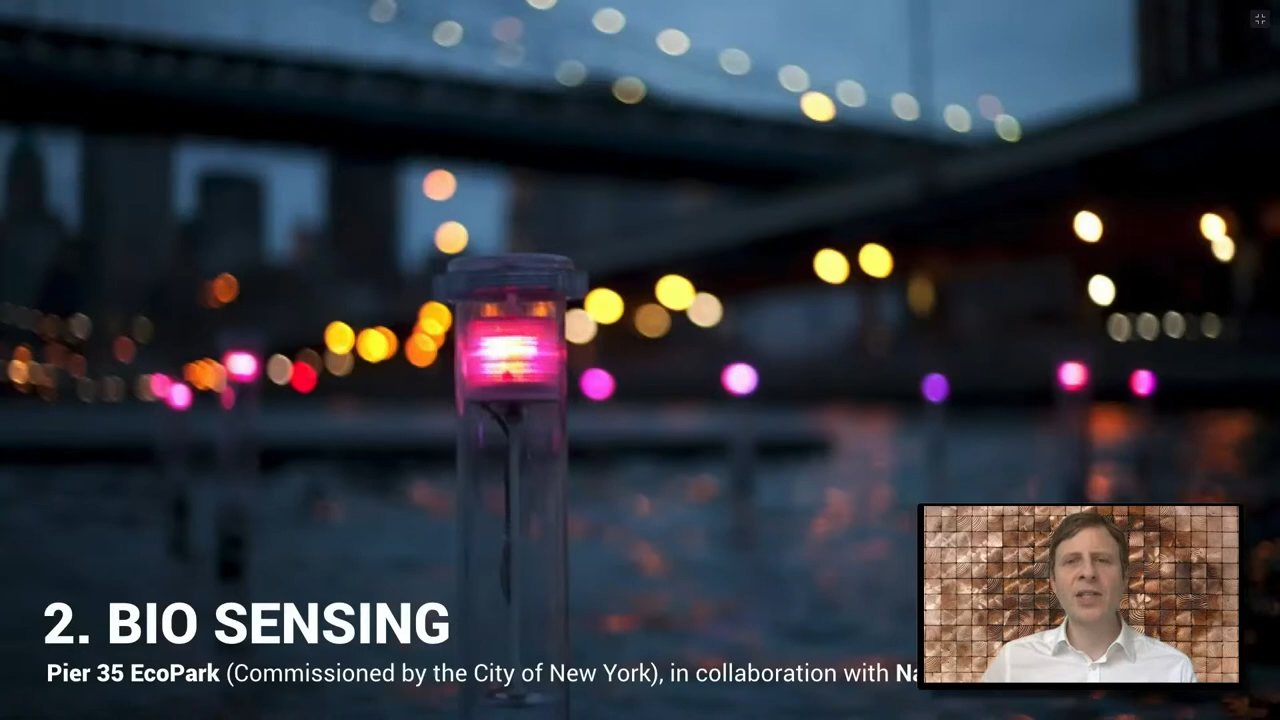 2. BIO SENSING
Pier 35 EcoPark (Commissioned by the City of New York), in collaboration with